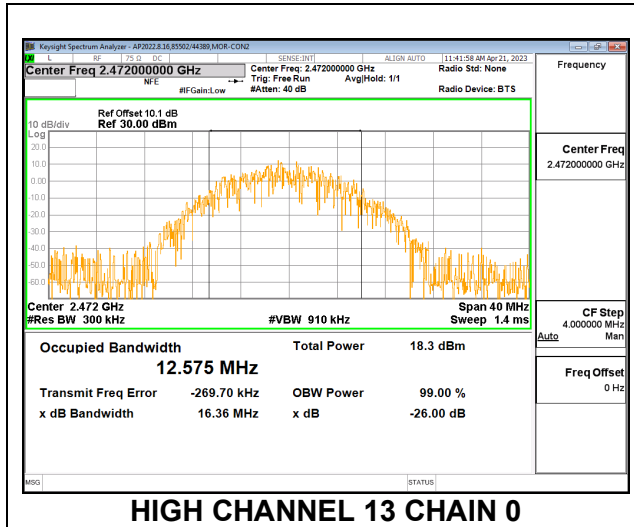 Keysight Spectrum Analyzer - AP2022.8.16,85502/44389,MOR-CON2
L RF 75 Ω DC SENSE:INT ALIGN AUTO 11:41:58 AM Apr 21, 2023
Center Freq 2.472000000 GHz
NFE
#IFGain:Low
Center Freq: 2.472000000 GHz
Trig: Free Run Avg|Hold: 1/1
#Atten: 40 dB
Radio Std: None
Radio Device: BTS
Frequency
Ref Offset 10.1 dB
10 dB/div Ref 30.00 dBm
Log
20.0
10.0
0.00
-10.0
-20.0
-30.0
-40.0
-50.0
-60.0
Center Freq
2.472000000 GHz
Center 2.472 GHz Span 40 MHz
#Res BW 300 kHz #VBW 910 kHz Sweep 1.4 ms
CF Step
4.000000 MHz
Auto Man
Occupied Bandwidth Total Power 18.3 dBm
12.575 MHz
Freq Offset
0 Hz
Transmit Freq Error -269.70 kHz OBW Power 99.00 %
x dB Bandwidth 16.36 MHz x dB -26.00 dB
MSG STATUS
HIGH CHANNEL 13 CHAIN 0